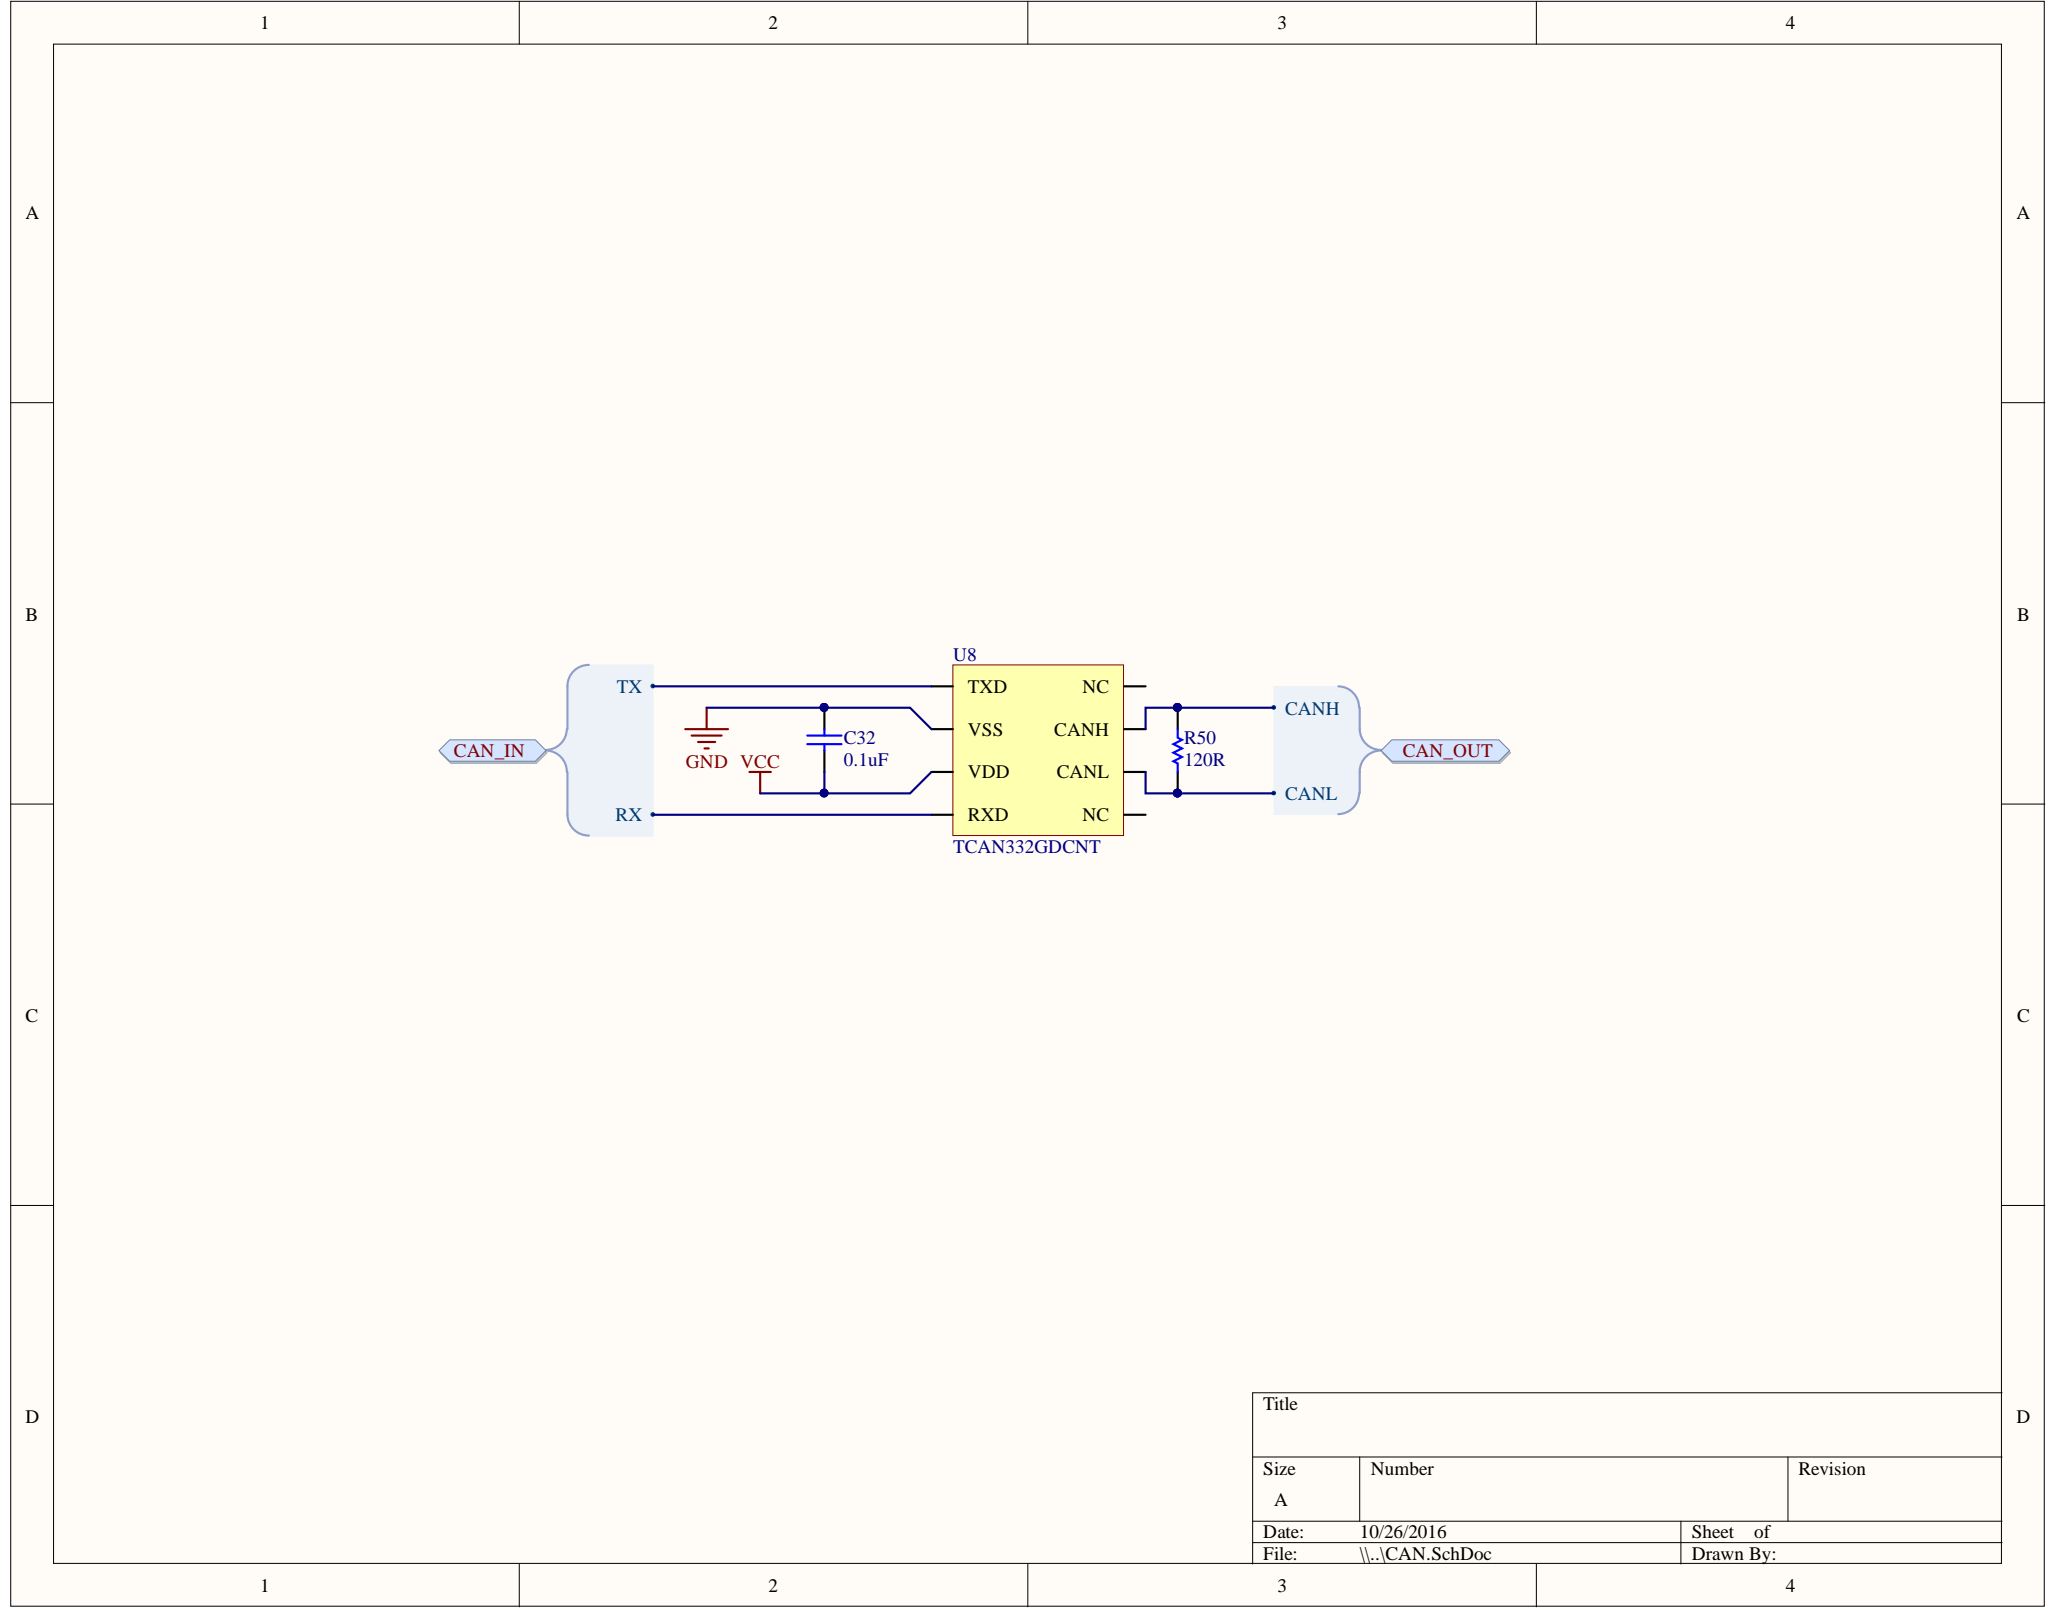 1 2 3 4
A A
B B
U8
TX TXD NC CANH
VSS CANH R50
CAN_IN C32 CAN_OUT
GND VCC 0.1uF 120R
VDD CANL
CANL
RX RXD NC
TCAN332GDCNT
C C
Title
D D
Size Number Revision
A
Date: 10/26/2016 Sheet of
File: \\..\CAN.SchDoc Drawn By:
1 2 3 4